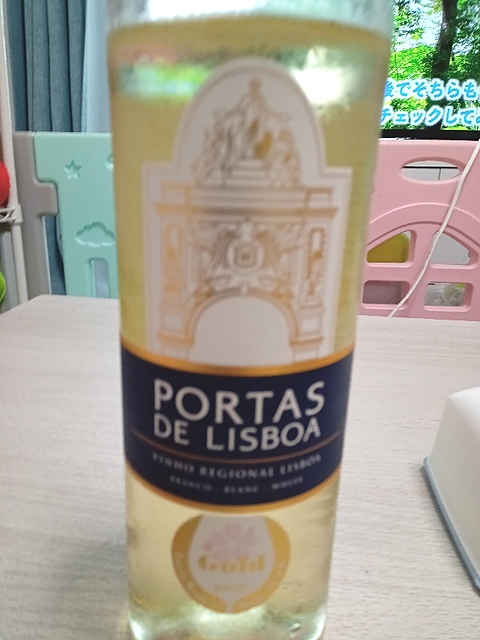 PORTAS
DE LISBOA
VINHO REGIONAL LISBOA
BRANCO · BLANC · WHITE
Gold
でそちらも
チェックして